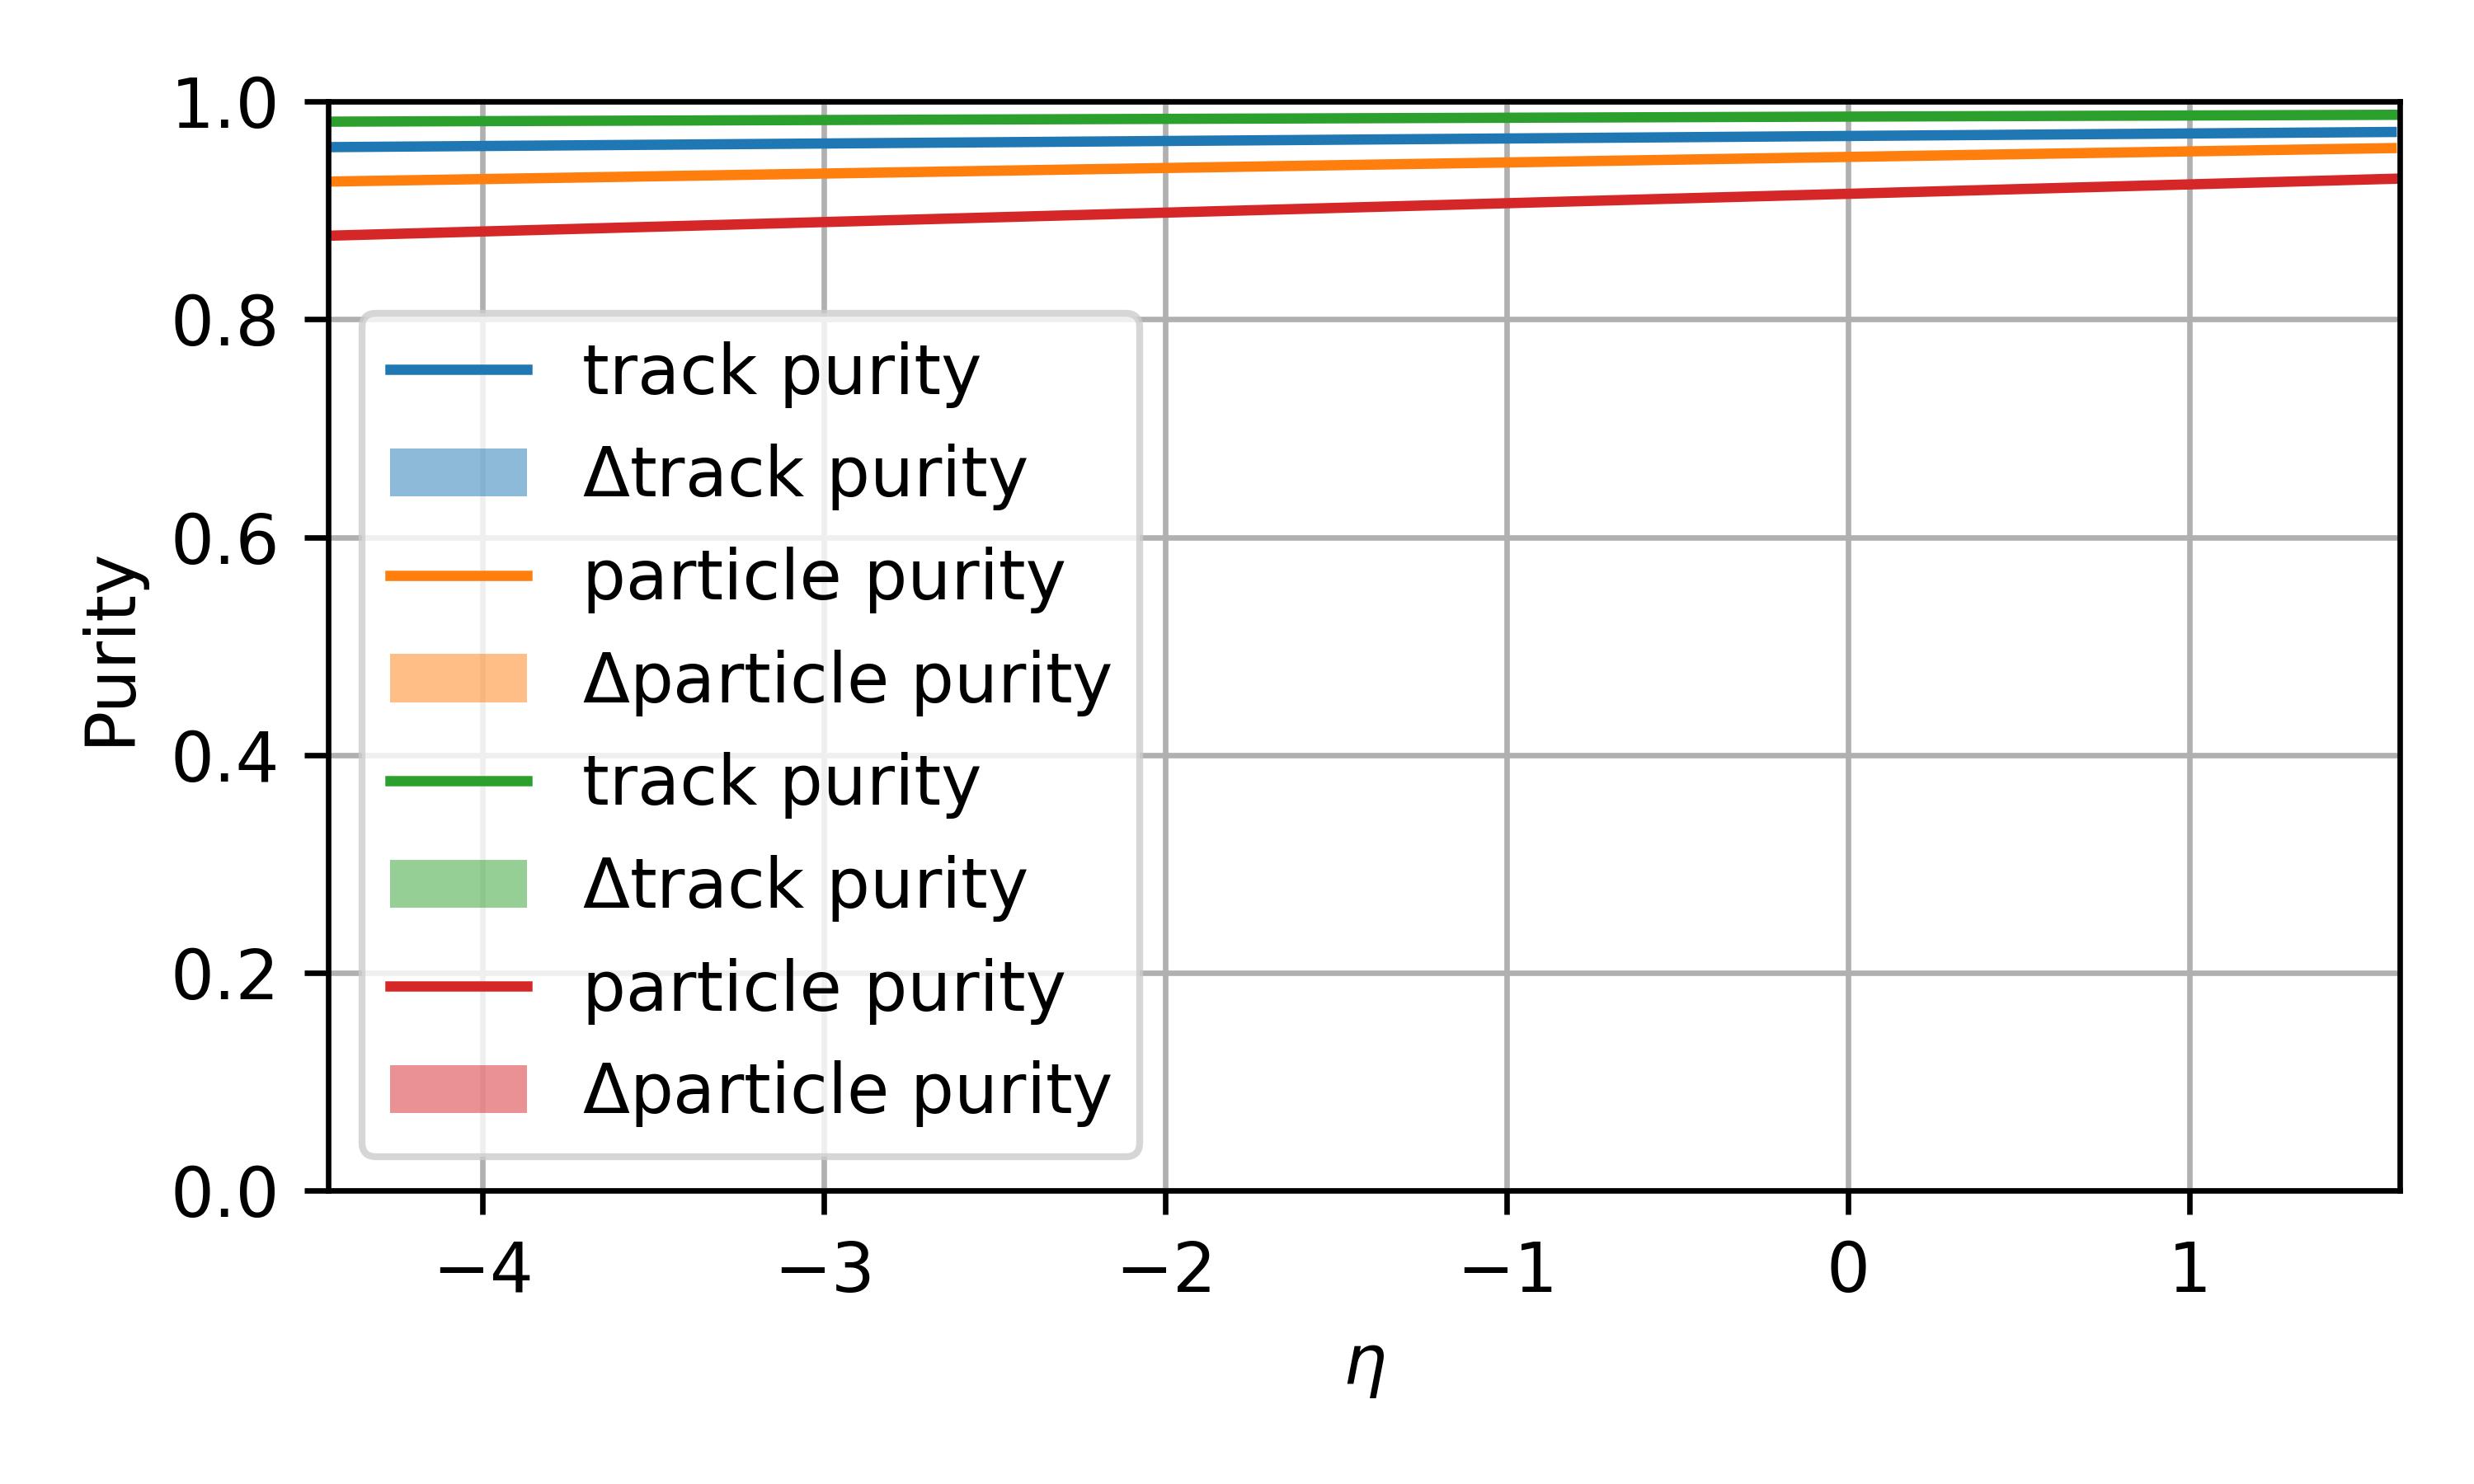 1.0
0.8
0.6
0.4
0.2
0.0
Purity
track purity
Δtrack purity
particle purity
Δparticle purity
track purity
Δtrack purity
particle purity
Δparticle purity
−4 −3 −2 −1 0 1
η